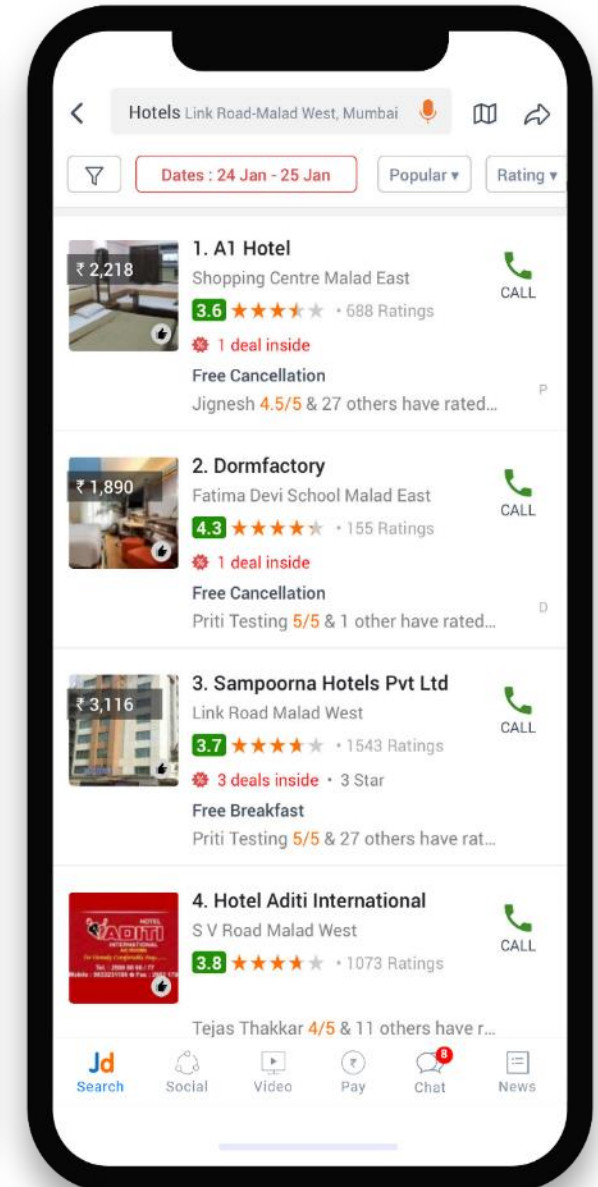 Hotels Link Road-Malad West, Mumbai
Dates : 24 Jan - 25 Jan
Popular ▾
Rating ▾
₹ 2,218
1. A1 Hotel
Shopping Centre Malad East
3.6 • 688 Ratings
1 deal inside
Free Cancellation
Jignesh 4.5/5 & 27 others have rated...
P
CALL
₹ 1,890
2. Dormfactory
Fatima Devi School Malad East
4.3 • 155 Ratings
1 deal inside
Free Cancellation
Priti Testing 5/5 & 1 other have rated...
D
CALL
₹ 3,116
3. Sampoorna Hotels Pvt Ltd
Link Road Malad West
3.7 • 1543 Ratings
3 deals inside • 3 Star
Free Breakfast
Priti Testing 5/5 & 27 others have rat...
CALL
HOTEL
ADITI
INTERNATIONAL
4. Hotel Aditi International
S V Road Malad West
3.8 • 1073 Ratings
Tejas Thakkar 4/5 & 11 others have r...
CALL
Jd
8
Search Social Video Pay Chat News